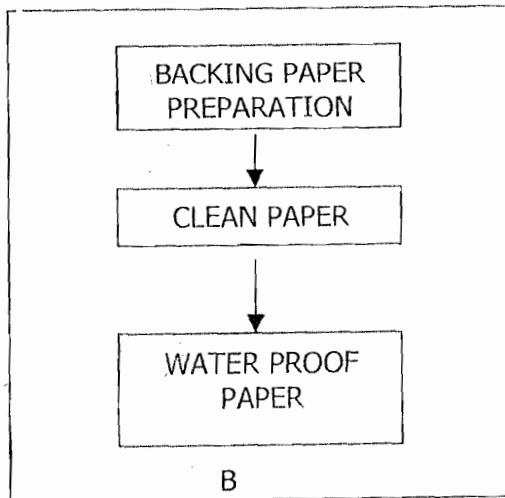 BACKING PAPER
PREPARATION
CLEAN PAPER
WATER PROOF
PAPER
B